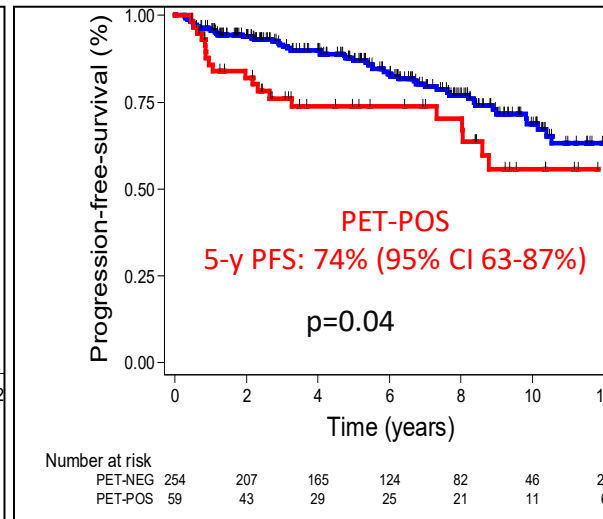 Progression-free-survival (%)
1.00
0.75
0.50
0.25
0.00
PET-POS
5-y PFS: 74% (95% CI 63-87%)
p=0.04
0 2 4 6 8 10
Time (years)
Number at risk
PET-NEG 254 207 165 124 82 46
PET-POS 59 43 29 25 21 11